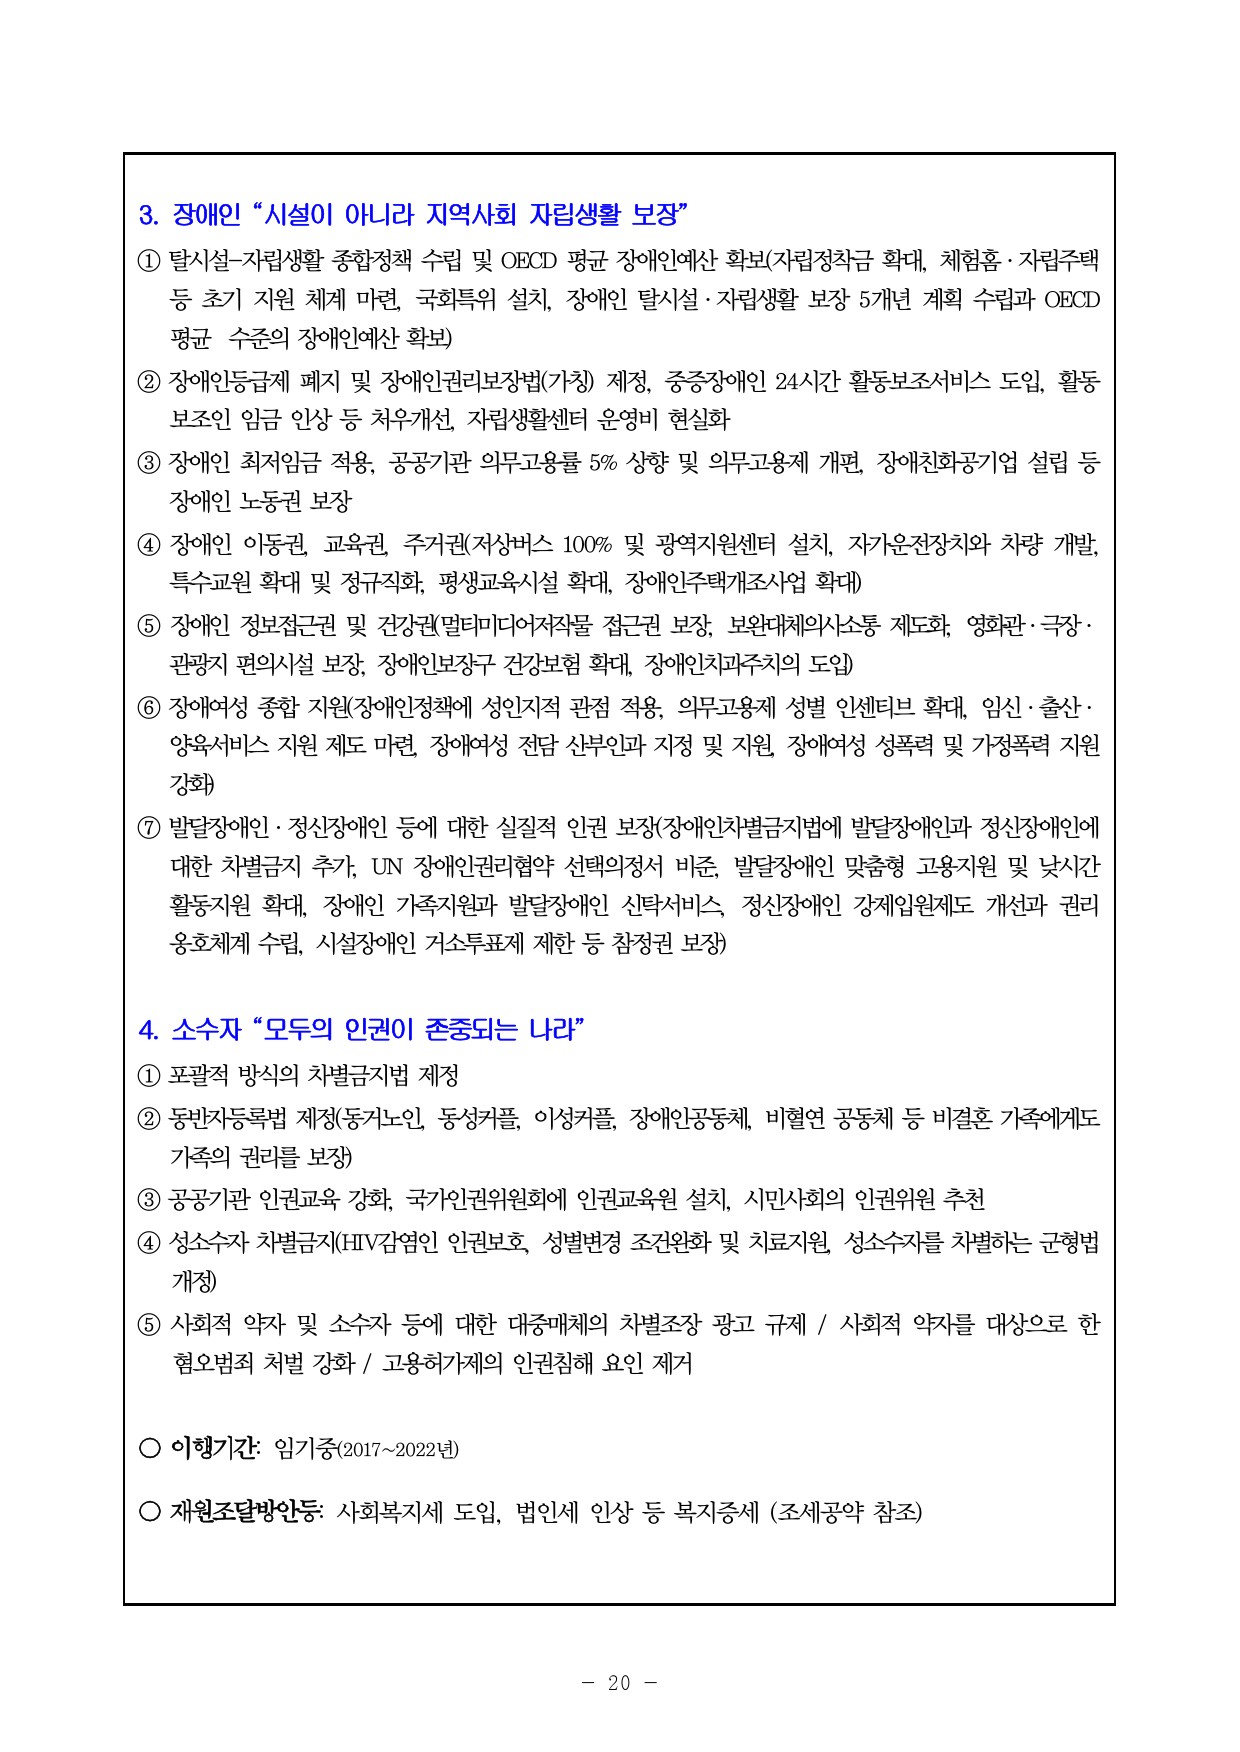 3. 장애인 “시설이 아니라 지역사회 자립생활 보장”
① 탈시설–자립생활 종합정책 수립 및 OECD 평균 장애인예산 확보(자립정착금 확대, 체험홈·자립주택
등 초기 지원 체계 마련, 국회특위 설치, 장애인 탈시설·자립생활 보장 5개년 계획 수립과 OECD
평균 수준의 장애인예산 확보)
② 장애인등급제 폐지 및 장애인권리보장법(가칭) 제정, 중증장애인 24시간 활동보조서비스 도입, 활동
보조인 임금 인상 등 처우개선, 자립생활센터 운영비 현실화
③ 장애인 최저임금 적용, 공공기관 의무고용률 5% 상향 및 의무고용제 개편, 장애친화공기업 설립 등
장애인 노동권 보장
④ 장애인 이동권, 교육권, 주거권(저상버스 100% 및 광역지원센터 설치, 자가운전장치와 차량 개발,
특수교원 확대 및 정규직화, 평생교육시설 확대, 장애인주택개조사업 확대)
⑤ 장애인 정보접근권 및 건강권(멀티미디어저작물 접근권 보장, 보완대체의사소통 제도화, 영화관·극장·
관광지 편의시설 보장, 장애인보장구 건강보험 확대, 장애인치과주치의 도입)
⑥ 장애여성 종합 지원(장애인정책에 성인지적 관점 적용, 의무고용제 성별 인센티브 확대, 임신·출산·
양육서비스 지원 제도 마련, 장애여성 전담 산부인과 지정 및 지원, 장애여성 성폭력 및 가정폭력 지원
강화)
⑦ 발달장애인·정신장애인 등에 대한 실질적 인권 보장(장애인차별금지법에 발달장애인과 정신장애인에
대한 차별금지 추가, UN 장애인권리협약 선택의정서 비준, 발달장애인 맞춤형 고용지원 및 낮시간
활동지원 확대, 장애인 가족지원과 발달장애인 신탁서비스, 정신장애인 강제입원제도 개선과 권리
옹호체계 수립, 시설장애인 거소투표제 제한 등 참정권 보장)
4. 소수자 “모두의 인권이 존중되는 나라”
① 포괄적 방식의 차별금지법 제정
② 동반자등록법 제정(동거노인, 동성커플, 이성커플, 장애인공동체, 비혈연 공동체 등 비결혼 가족에게도
가족의 권리를 보장)
③ 공공기관 인권교육 강화, 국가인권위원회에 인권교육원 설치, 시민사회의 인권위원 추천
④ 성소수자 차별금지(HIV감염인 인권보호, 성별변경 조건완화 및 치료지원, 성소수자를 차별하는 군형법
개정)
⑤ 사회적 약자 및 소수자 등에 대한 대중매체의 차별조장 광고 규제 / 사회적 약자를 대상으로 한
혐오범죄 처벌 강화 / 고용허가제의 인권침해 요인 제거
○ 이행기간: 임기중(2017~2022년)
○ 재원조달방안등: 사회복지세 도입, 법인세 인상 등 복지증세 (조세공약 참조)
– 20 –